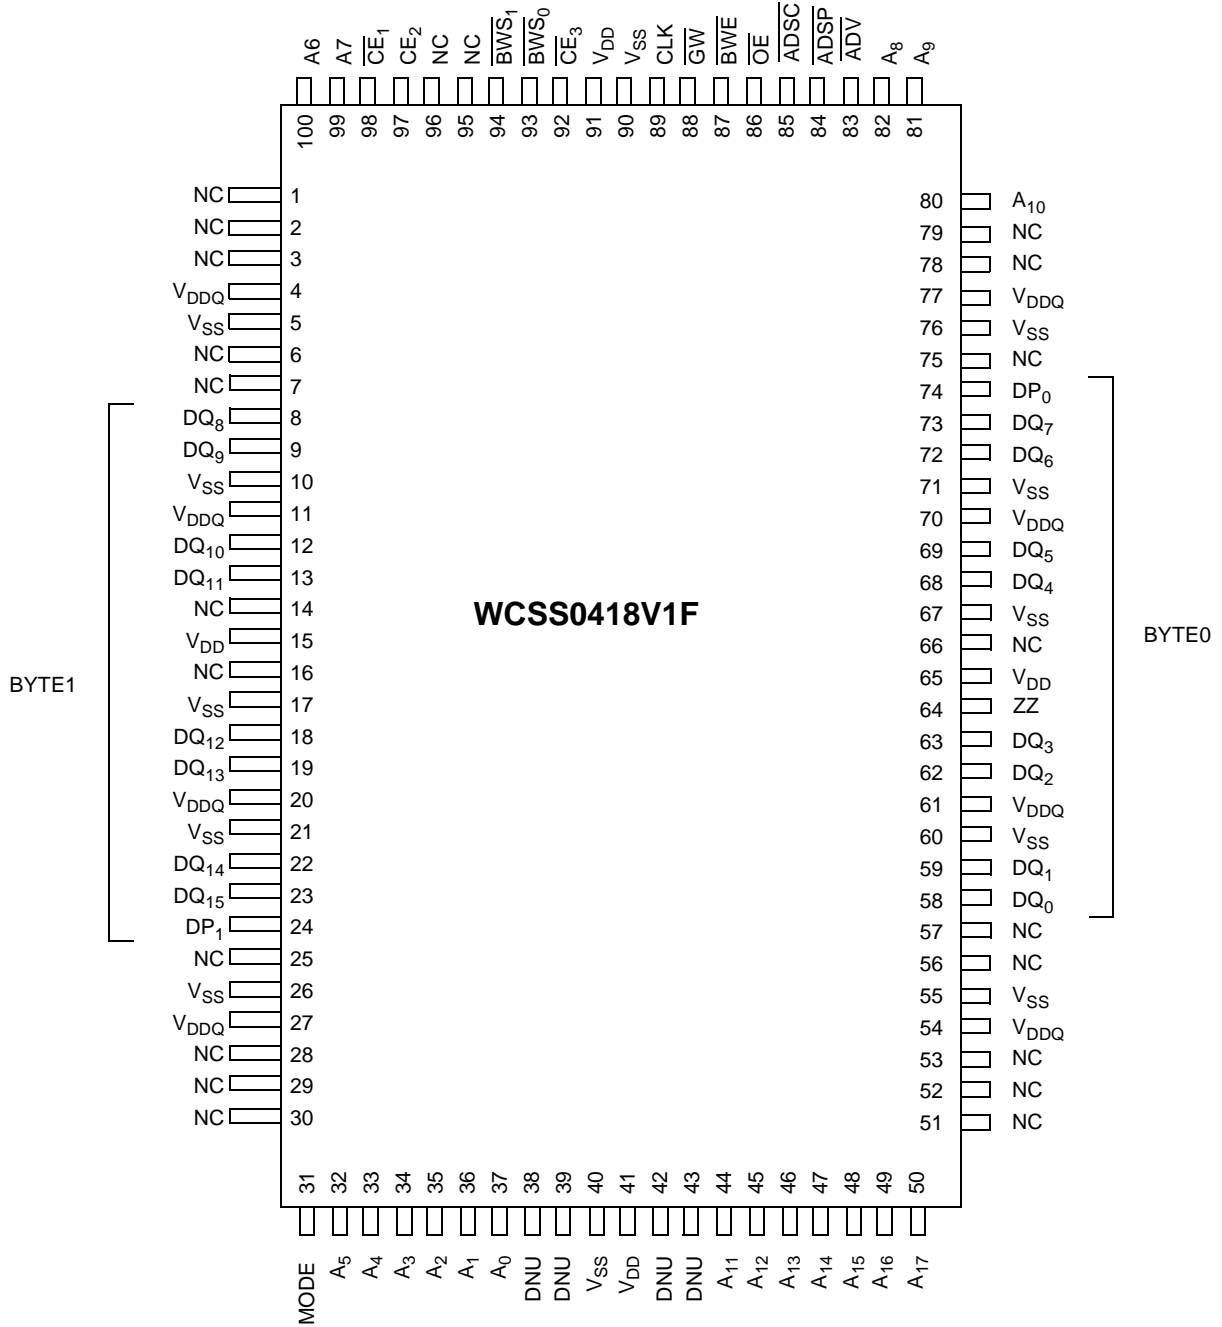 A6 A7 CE1 CE2 NC NC BWS1 BWS0 CE3 VDD VSS CLK GW BWE OE ADSC ADSP ADV A8 A9
100 99 98 97 96 95 94 93 92 91 90 89 88 87 86 85 84 83 82 81
NC 1
NC 2
NC 3
VDDQ 4
VSS 5
NC 6
NC 7
DQ8 8
DQ9 9
VSS 10
VDDQ 11
DQ10 12
DQ11 13
NC 14
VDD 15
NC 16
VSS 17
DQ12 18
DQ13 19
VDDQ 20
VSS 21
DQ14 22
DQ15 23
DP1 24
NC 25
VSS 26
VDDQ 27
NC 28
NC 29
NC 30
BYTE1
WCSS0418V1F
80 A10
79 NC
78 NC
77 VDDQ
76 VSS
75 NC
74 DP0
73 DQ7
72 DQ6
71 VSS
70 VDDQ
69 DQ5
68 DQ4
67 VSS
66 NC
65 VDD
64 ZZ
63 DQ3
62 DQ2
61 VDDQ
60 VSS
59 DQ1
58 DQ0
57 NC
56 NC
55 VSS
54 VDDQ
53 NC
52 NC
51 NC
BYTE0
31 32 33 34 35 36 37 38 39 40 41 42 43 44 45 46 47 48 49 50
MODE A5 A4 A3 A2 A1 A0 DNU DNU VSS VDD DNU DNU A11 A12 A13 A14 A15 A16 A17